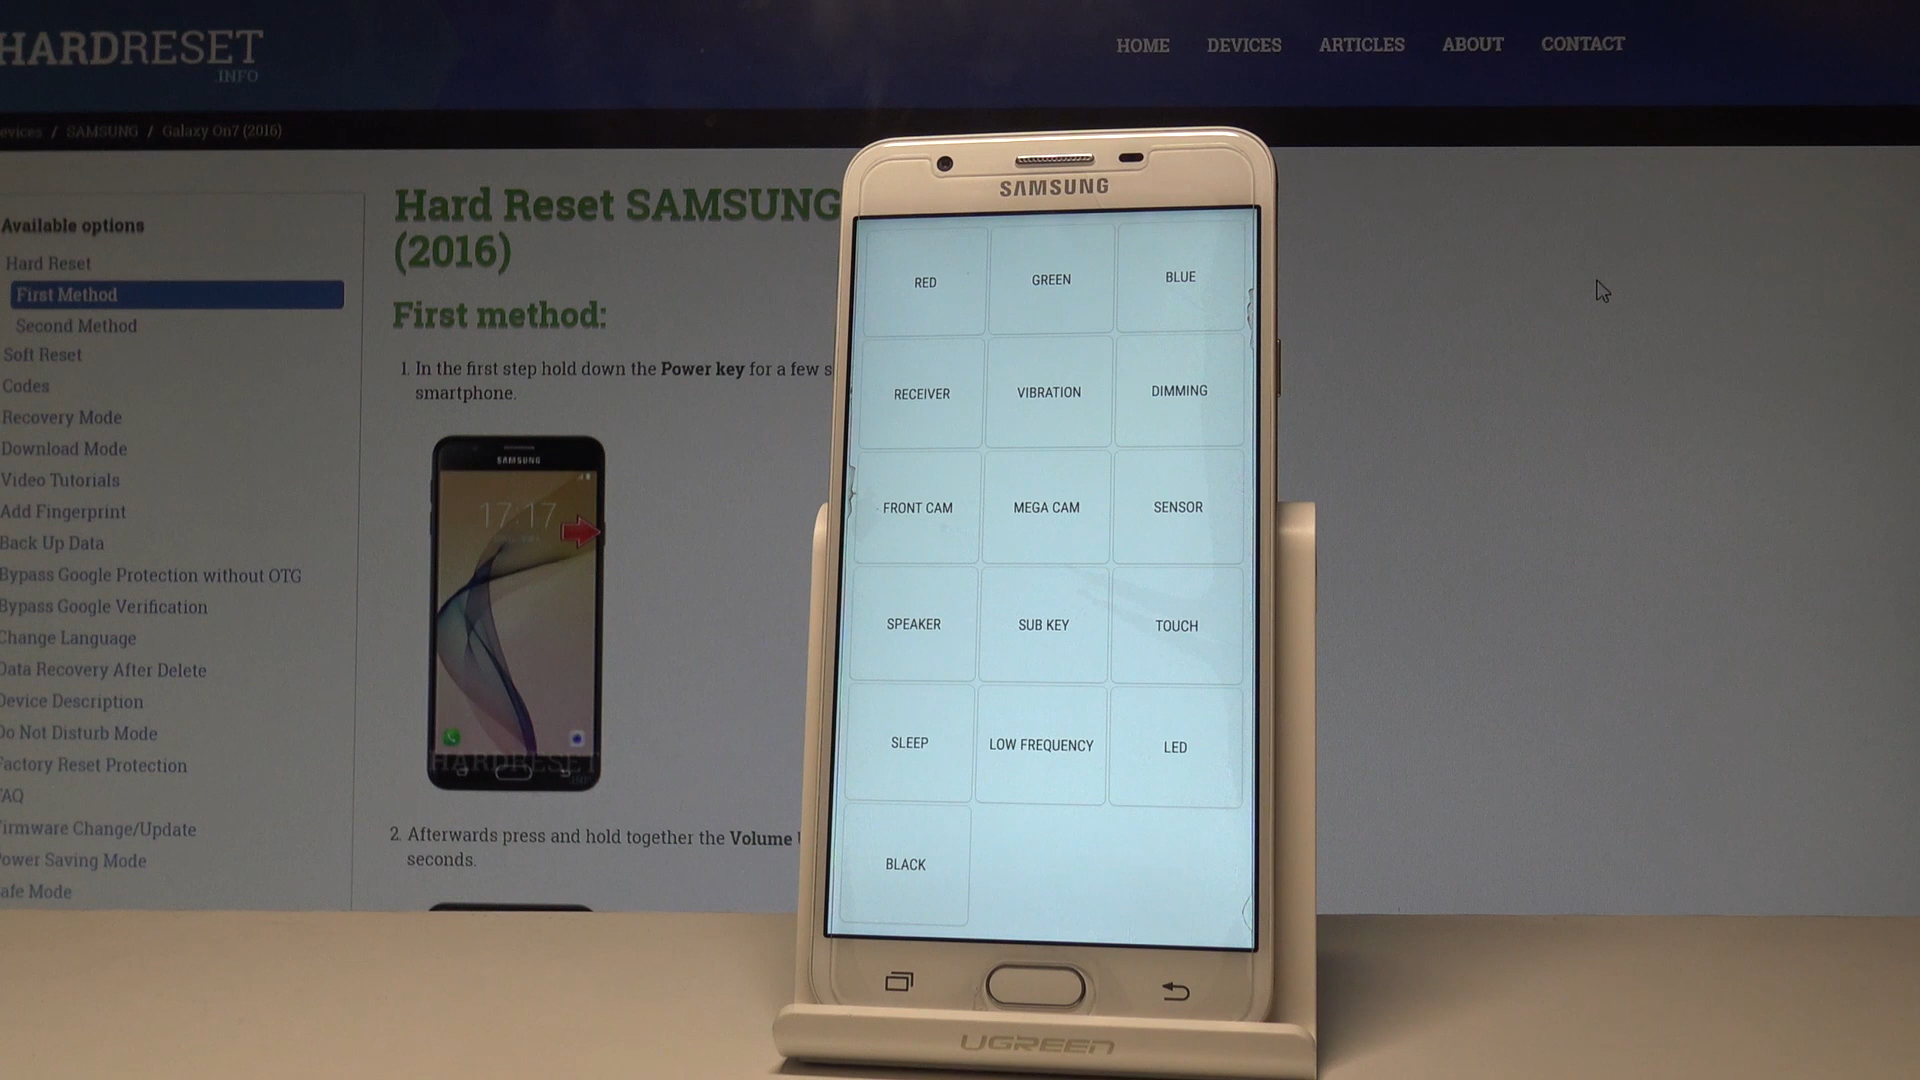 HARDRESET
.INFO
HOME DEVICES ARTICLES ABOUT CONTACT
evices / SAMSUNG / Galaxy On7 (2016)
Available options
Hard Reset
First Method
Second Method
Soft Reset
Codes
Recovery Mode
Download Mode
Video Tutorials
Add Fingerprint
Back Up Data
Bypass Google Protection without OTG
Bypass Google Verification
Change Language
Data Recovery After Delete
Device Description
Do Not Disturb Mode
Factory Reset Protection
FAQ
Firmware Change/Update
Power Saving Mode
afe Mode
Hard Reset SAMSUNG
(2016)
First method:
1. In the first step hold down the Power key for a few s
smartphone.
SAMSUNG
17:17
HARDRESET
2. Afterwards press and hold together the Volume
seconds.
SAMSUNG
RED GREEN BLUE
RECEIVER VIBRATION DIMMING
FRONT CAM MEGA CAM SENSOR
SPEAKER SUB KEY TOUCH
SLEEP LOW FREQUENCY LED
BLACK
UGREEN